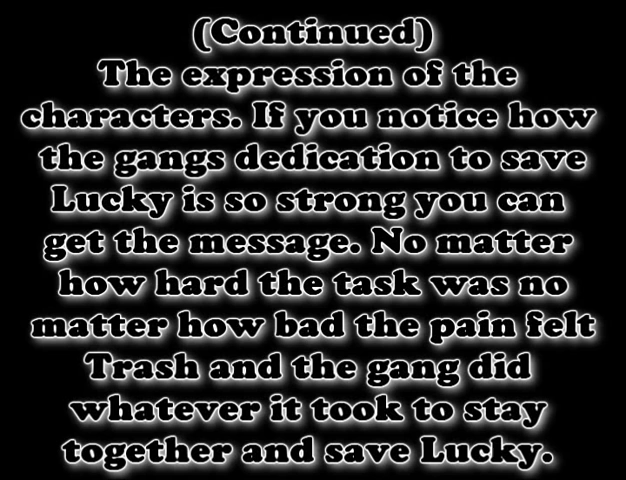 (Continued)
The expression of the
characters. If you notice how
the gangs dedication to save
Lucky is so strong you can
get the message. No matter
how hard the task was no
matter how bad the pain felt
Trash and the gang did
whatever it took to stay
together and save Lucky.